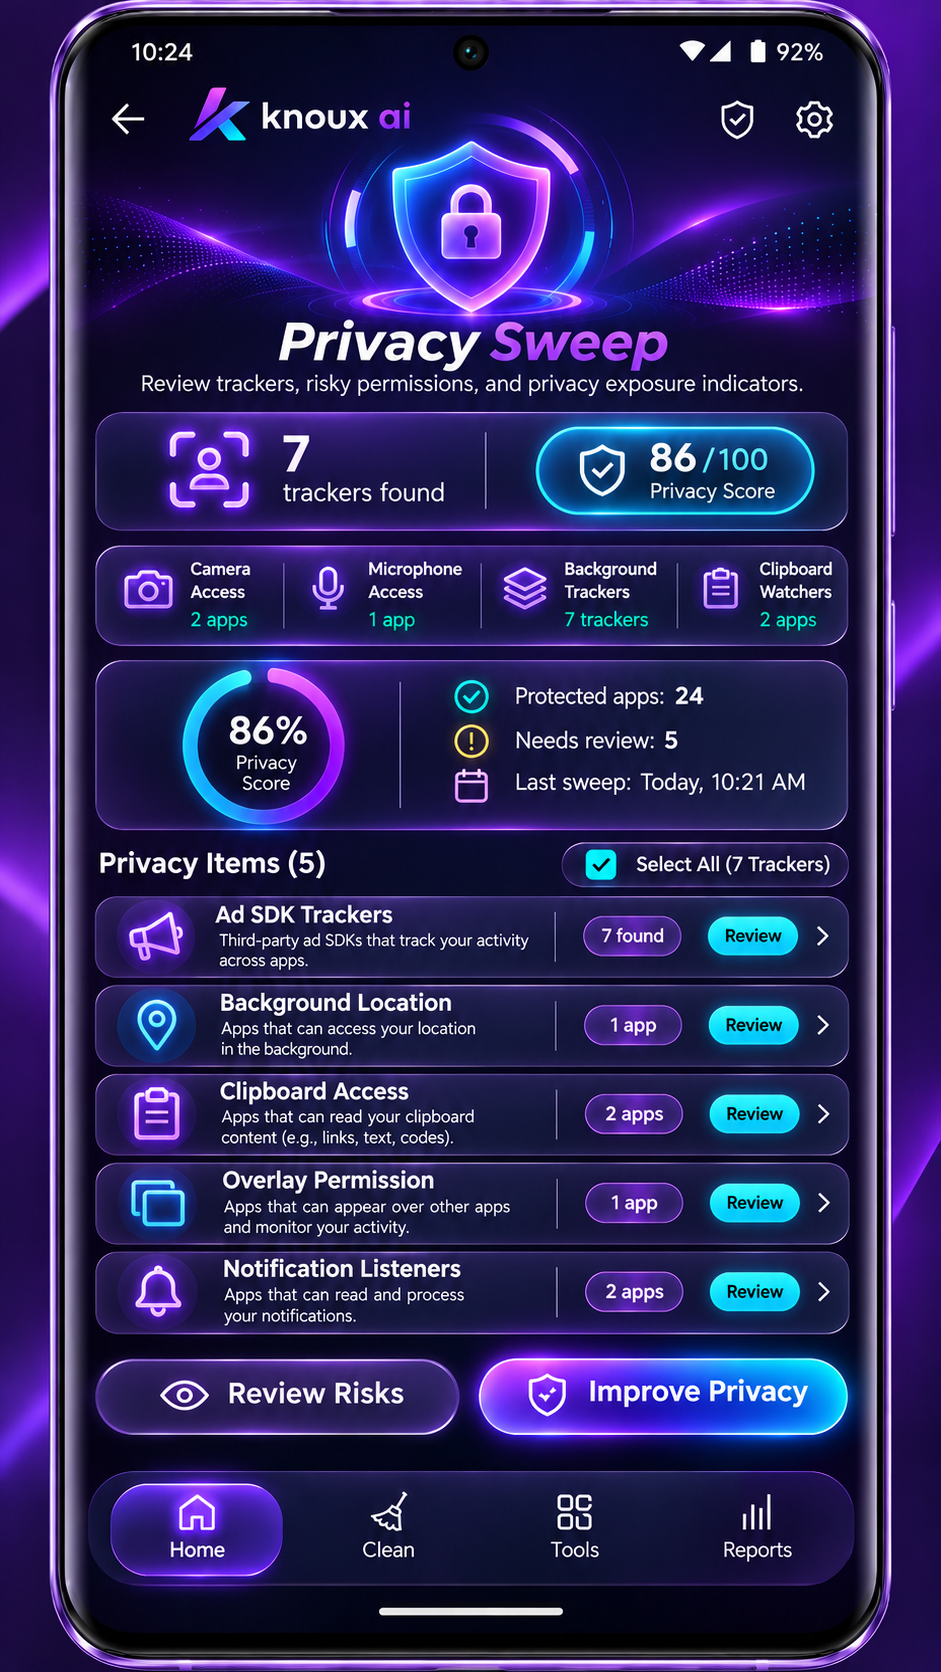 10:24
92%
knoux ai
Privacy Sweep
Review trackers, risky permissions, and privacy exposure indicators.
7
trackers found
86 /100
Privacy Score
Camera
Access
2 apps
Microphone
Access
1 app
Background
Trackers
7 trackers
Clipboard
Watchers
2 apps
86%
Privacy
Score
Protected apps: 24
Needs review: 5
Last sweep: Today, 10:21 AM
Privacy Items (5)
Select All (7 Trackers)
Ad SDK Trackers
Third-party ad SDKs that track your activity
across apps.
7 found
Review
Background Location
Apps that can access your location
in the background.
1 app
Review
Clipboard Access
Apps that can read your clipboard
content (e.g., links, text, codes).
2 apps
Review
Overlay Permission
Apps that can appear over other apps
and monitor your activity.
1 app
Review
Notification Listeners
Apps that can read and process
your notifications.
2 apps
Review
Review Risks
Improve Privacy
Home
Clean
Tools
Reports